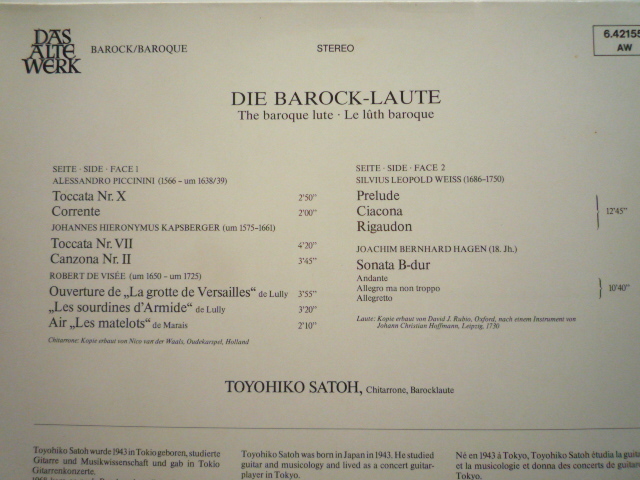 DAS
ALTE
WERK
BAROCK/BAROQUE
STEREO
6.42155
AW
DIE BAROCK-LAUTE
The baroque lute · Le lûth baroque
SEITE · SIDE · FACE 1
ALESSANDRO PICCININI (1566 – um 1638/39)
Toccata Nr. X 2'50"
Corrente 2'00"
JOHANNES HIERONYMUS KAPSBERGER (um 1575–1661)
Toccata Nr. VII 4'20"
Canzona Nr. II 3'45"
ROBERT DE VISÉE (um 1650 – um 1725)
Ouverture de „La grotte de Versailles“ de Lully 3'55"
„Les sourdines d'Armide“ de Lully 3'20"
Air „Les matelots“ de Marais 2'10"
Chitarrone: Kopie erbaut von Nico van der Waals, Oudekarspel, Holland
SEITE · SIDE · FACE 2
SILVIUS LEOPOLD WEISS (1686–1750)
Prelude
Ciacona 12'45"
Rigaudon
JOACHIM BERNHARD HAGEN (18. Jh.)
Sonata B-dur
Andante
Allegro ma non troppo 10'40"
Allegretto
Laute: Kopie erbaut von David J. Rubio, Oxford, nach einem Instrument von
Johann Christian Hoffmann, Leipzig, 1730
TOYOHIKO SATOH, Chitarrone, Barocklaute
Toyohiko Satoh wurde 1943 in Tokio geboren, studierte
Gitarre und Musikwissenschaft und gab in Tokio
Gitarrenkonzerte.
Toyohiko Satoh was born in Japan in 1943. He studied
guitar and musicology and lived as a concert guitar-
player in Tokyo.
Né en 1943 à Tokyo, Toyohiko Satoh étudia la guita
et la musicologie et donna des concerts de guitar
Tokyo.